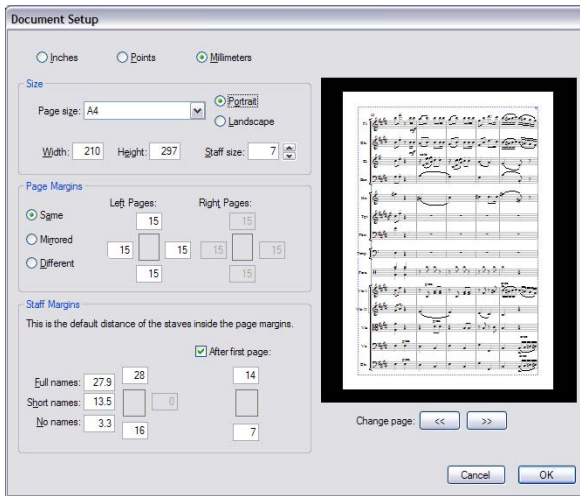 Document Setup
Inches Points Millimeters
Size
Page size: A4
Portrait
Landscape
Width: 210 Height: 297 Staff size: 7
Page Margins
Left Pages: Right Pages:
Same
Mirrored
Different
15 15
15 15 15 15
15 15
Staff Margins
This is the default distance of the staves inside the page margins.
After first page:
Full names: 27.9 28 14
Short names: 13.5 0
No names: 3.3 16 7
Change page: << >>
Cancel OK